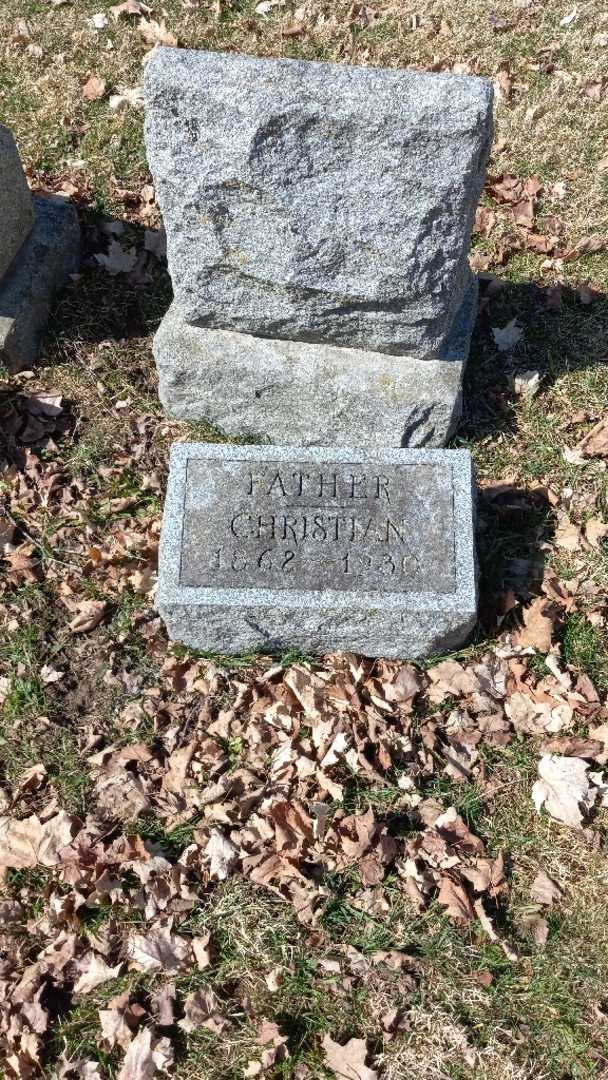 FATHER
CHRISTIAN
1862 - 1930